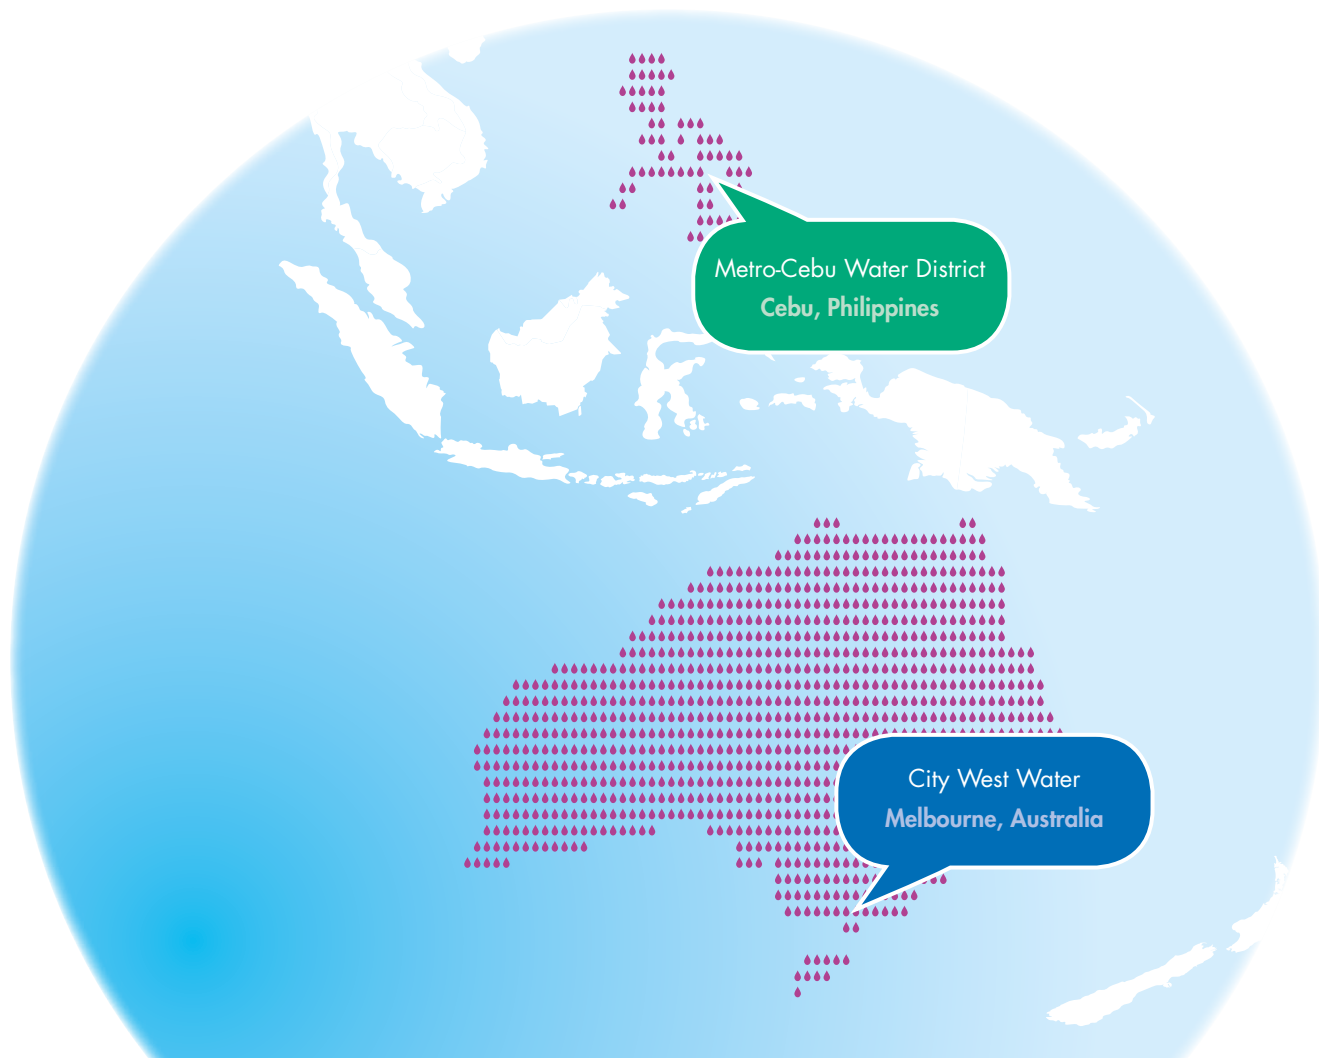 Metro-Cebu Water District
Cebu, Philippines
City West Water
Melbourne, Australia